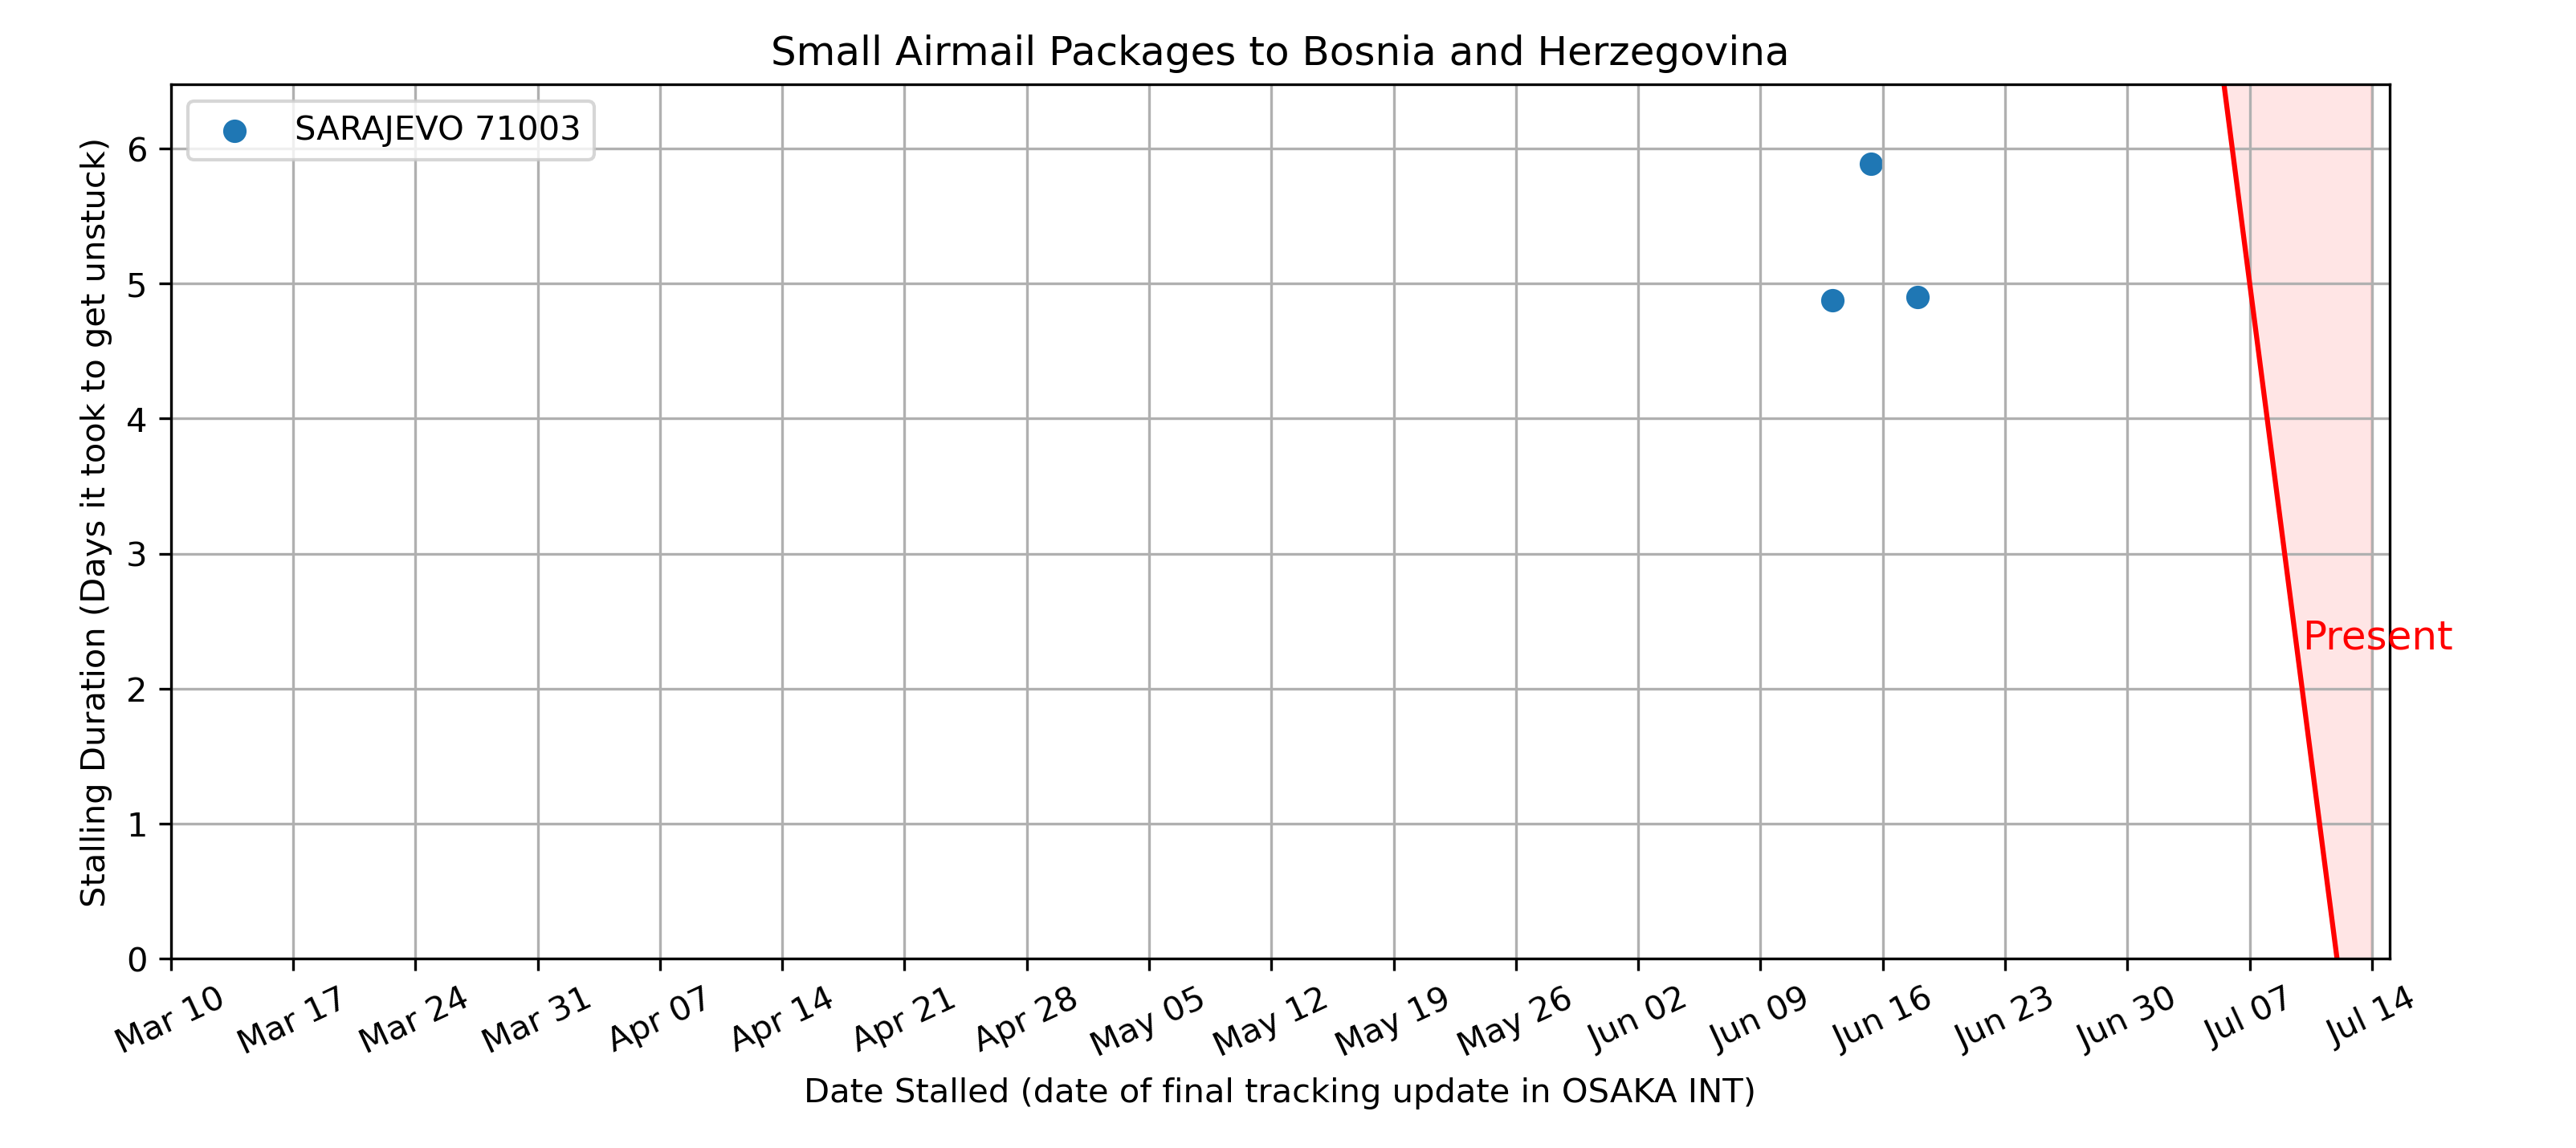 Small Airmail Packages to Bosnia and Herzegovina
SARAJEVO 71003
Stalling Duration (Days it took to get unstuck)
6
5
4
3
2
1
0
Present
Mar 10 Mar 17 Mar 24 Mar 31 Apr 07 Apr 14 Apr 21 Apr 28 May 05 May 12 May 19 May 26 Jun 02 Jun 09 Jun 16 Jun 23 Jun 30 Jul 07 Jul 14
Date Stalled (date of final tracking update in OSAKA INT)